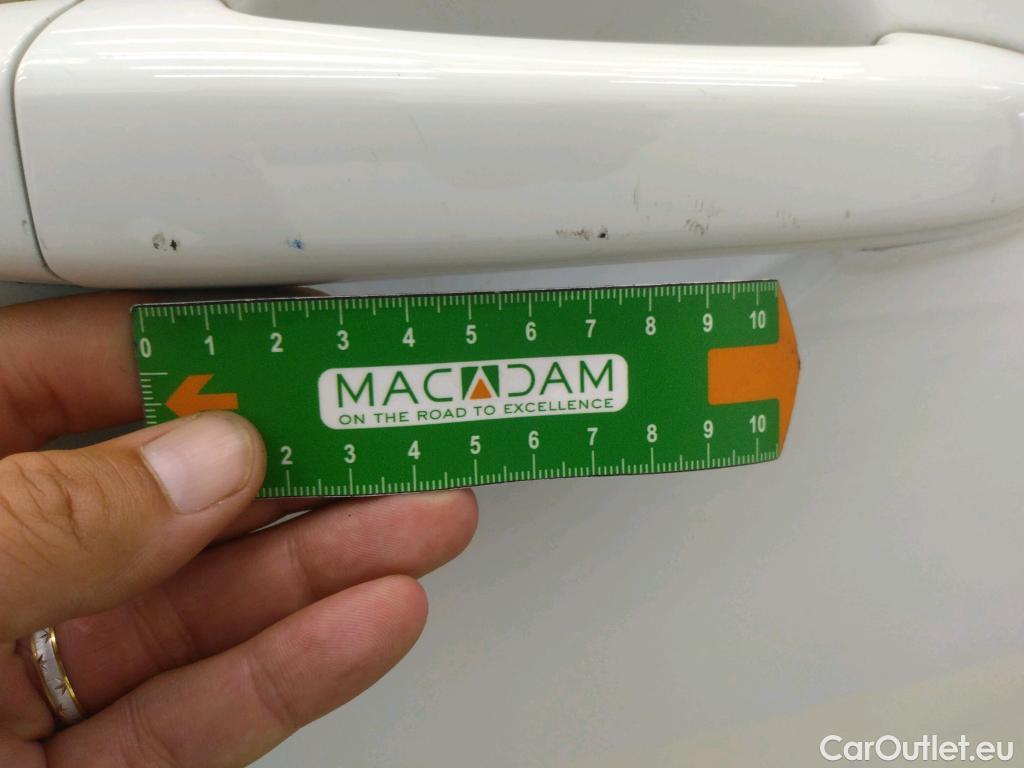 0 1 2 3 4 5 6 7 8 9 10
MACADAM
ON THE ROAD TO EXCELLENCE
2 3 4 5 6 7 8 9 10
CarOutlet.eu